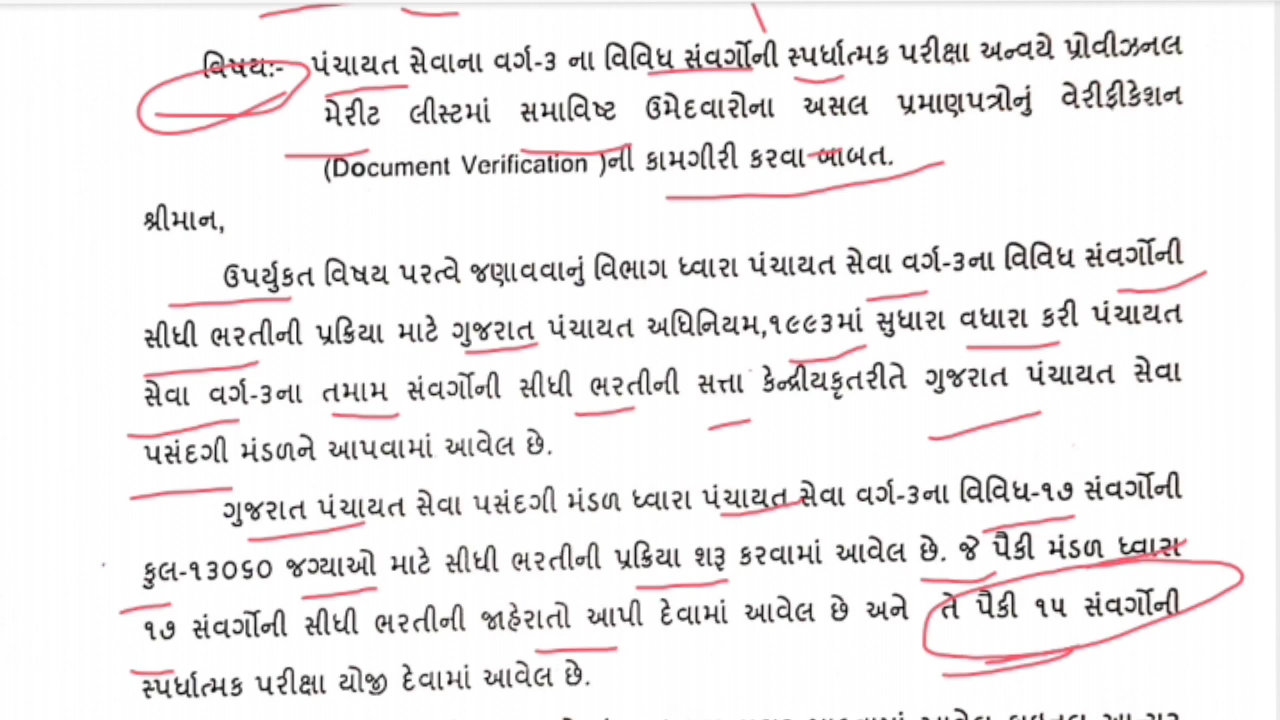 વિષય:- પંચાયત સેવાના વર્ગ-૩ ના વિવિધ સંવર્ગોની સ્પર્ધાત્મક પરીક્ષા અન્વયે પ્રોવીઝનલ
મેરીટ લીસ્ટમાં સમાવિષ્ટ ઉમેદવારોના અસલ પ્રમાણપત્રોનું વેરીફીકેશન
(Document Verification )ની કામગીરી કરવા બાબત.
શ્રીમાન,
ઉપર્યુકત વિષય પરત્વે જણાવવાનું વિભાગ ધ્વારા પંચાયત સેવા વર્ગ-૩ના વિવિધ સંવર્ગોની
સીધી ભરતીની પ્રક્રિયા માટે ગુજરાત પંચાયત અધિનિયમ,૧૯૯૩માં સુધારા વધારા કરી પંચાયત
સેવા વર્ગ-૩ના તમામ સંવર્ગોની સીધી ભરતીની સત્તા કેન્દ્રીયકૃતરીતે ગુજરાત પંચાયત સેવા
પસંદગી મંડળને આપવામાં આવેલ છે.
ગુજરાત પંચાયત સેવા પસંદગી મંડળ ધ્વારા પંચાયત સેવા વર્ગ-૩ના વિવિધ-૧૭ સંવર્ગોની
કુલ-૧૩૦૬૦ જગ્યાઓ માટે સીધી ભરતીની પ્રક્રિયા શરૂ કરવામાં આવેલ છે. જે પૈકી મંડળ ધ્વારા
૧૭ સંવર્ગોની સીધી ભરતીની જાહેરાતો આપી દેવામાં આવેલ છે અને તે પૈકી ૧૫ સંવર્ગોની
સ્પર્ધાત્મક પરીક્ષા યોજી દેવામાં આવેલ છે.